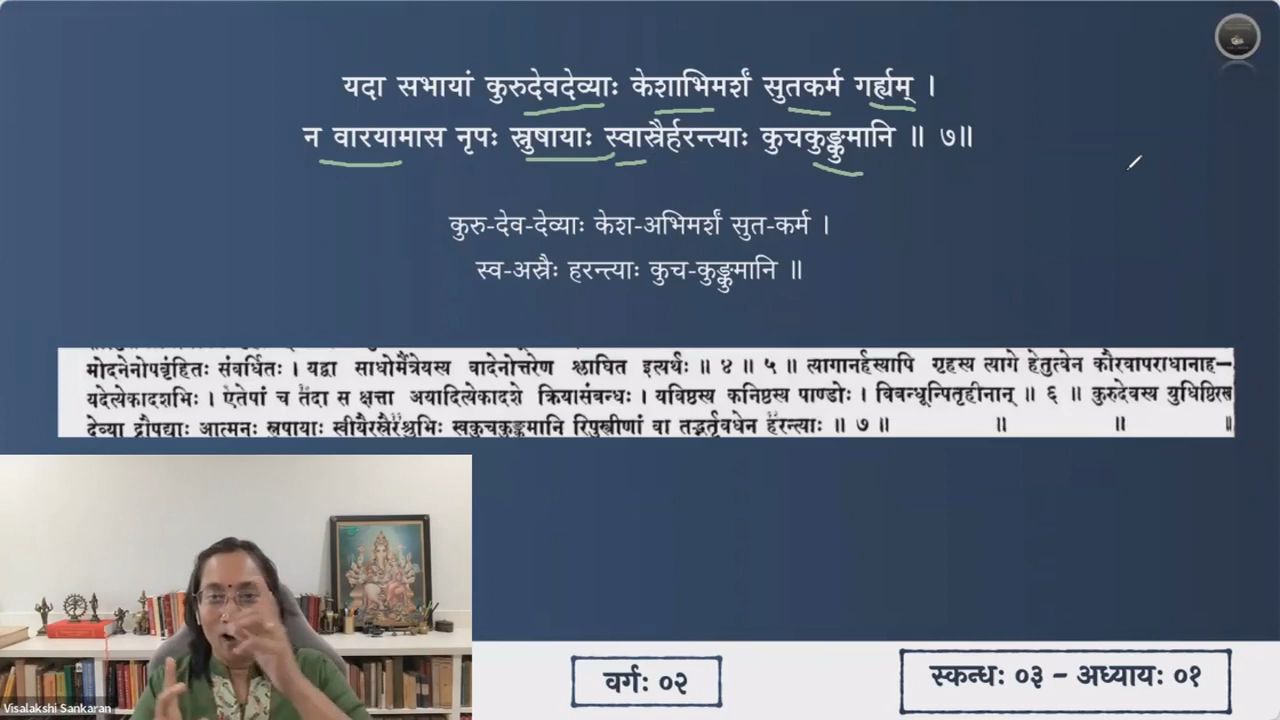 यदा सभायां कुरुदेवदेव्याः केशाभिमर्शं सुतकर्म गर्ह्यम् ।
न वारयामास नृपः स्नुषायाः स्वास्रैर्हरन्त्याः कुचकुङ्कुमानि ॥ ७॥
कुरु-देव-देव्याः केश-अभिमर्शं सुत-कर्म ।
स्व-अस्रैः हरन्त्याः कुच-कुङ्कुमानि ॥
मोदनेनोपबृंहितः संवर्धितः । यद्वा साधोर्मैत्रेयस्य वादेनोत्तरेण श्लाघित इत्यर्थः ॥ ४ ॥ ५ ॥ त्यागानर्हस्यापि गृहस्य त्यागे हेतुत्वेन कौरवापराधानाह—
यदेत्येकादशभिः । ऐतेषां च तदा स क्षत्ता अयादित्येकादशे क्रियासंबन्धः । यविष्ठस्य कनिष्ठस्य पाण्डोः । विबन्धून्पितृहीनान् ॥ ६ ॥ कुरुदेवस्य युधिष्ठिरस्य
देव्या द्रौपद्याः आत्मनः स्नुषायाः स्वीयैरस्रैरश्रुभिः स्वकुचकुङ्कुमानि रिपुस्त्रीणां वा तद्भर्तृवधेन हरन्त्याः ॥ ७ ॥ ॥ ॥ ॥
Visalakshi Sankaran
वर्गः ०२
स्कन्धः ०३ - अध्यायः ०१